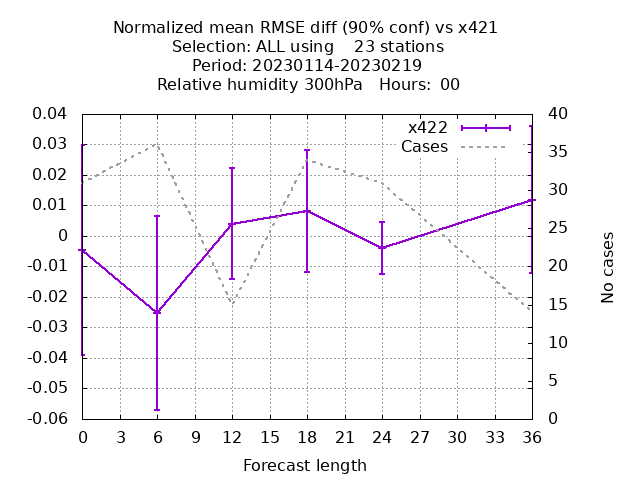 Normalized mean RMSE diff (90% conf) vs x421
Selection: ALL using    23 stations
Period: 20230114-20230219
Relative humidity 300hPa   Hours:  00
x422
Cases
0.04
0.03
0.02
0.01
0
-0.01
-0.02
-0.03
-0.04
-0.05
-0.06
40
35
30
25
20
15
10
5
0
No cases
0 3 6 9 12 15 18 21 24 27 30 33 36
Forecast length